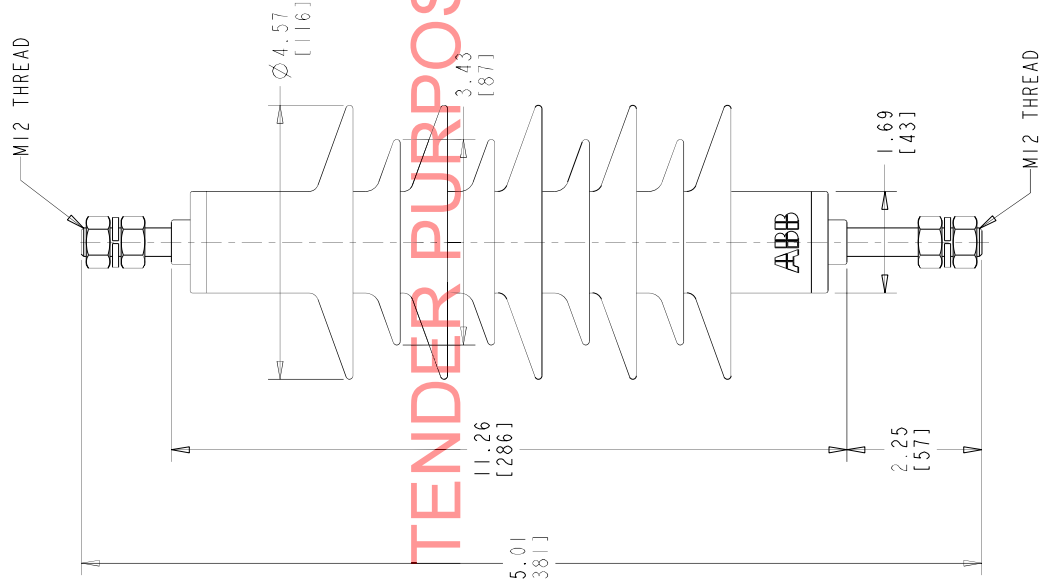 M12 THREAD
Ø4.57
[116]
3.43
[87]
TENDER PURPOS
1.69
[43]
M12 THREAD
ABB
11.26
[286]
2.25
[57]
5.01
381]